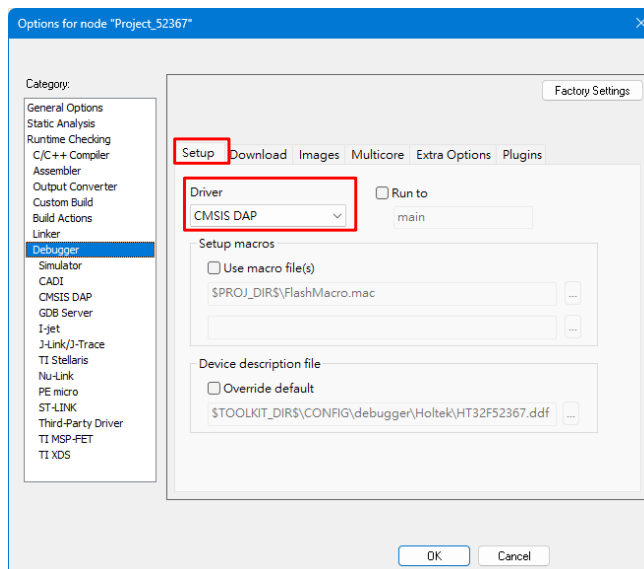 Options for node "Project_52367"
Category:
Factory Settings
General Options
Static Analysis
Runtime Checking
C/C++ Compiler
Assembler
Output Converter
Custom Build
Build Actions
Linker
Debugger
Simulator
CADI
CMSIS DAP
GDB Server
I-jet
J-Link/J-Trace
TI Stellaris
Nu-Link
PE micro
ST-LINK
Third-Party Driver
TI MSP-FET
TI XDS
Setup Download Images Multicore Extra Options Plugins
Driver
CMSIS DAP
Run to
main
Setup macros
Use macro file(s)
$PROJ_DIR$\FlashMacro.mac
...
...
Device description file
Override default
$TOOLKIT_DIR$\CONFIG\debugger\Holtek\HT32F52367.ddf
...
OK Cancel